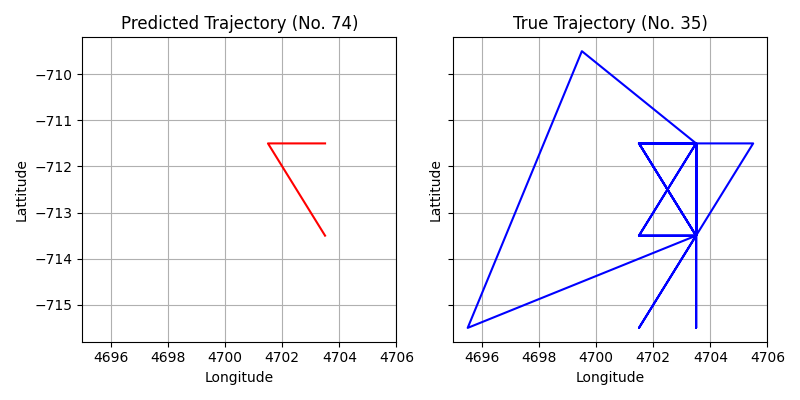 Predicted Trajectory (No. 74)
True Trajectory (No. 35)
Lattitude
−710
−711
−712
−713
−714
−715
4696 4698 4700 4702 4704 4706
Longitude
Lattitude
4696 4698 4700 4702 4704 4706
Longitude